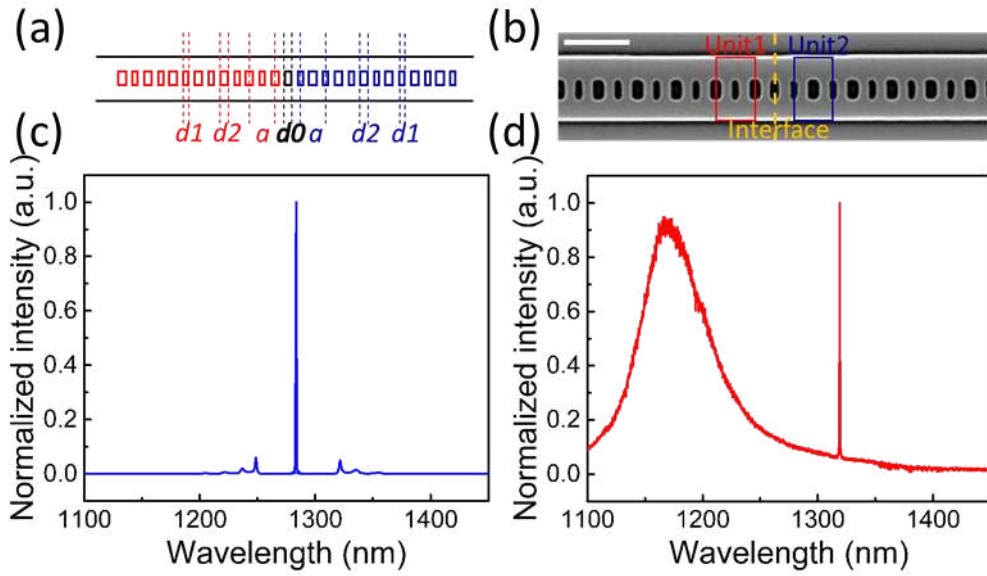 (a)
d1 d2 a d0 a d2 d1
(b)
Unit1 Unit2
Interface
(c)
Normalized intensity (a.u.)
1.0
0.8
0.6
0.4
0.2
0.0
1100 1200 1300 1400
Wavelength (nm)
(d)
Normalized intensity (a.u.)
1.0
0.8
0.6
0.4
0.2
0.0
1100 1200 1300 1400
Wavelength (nm)